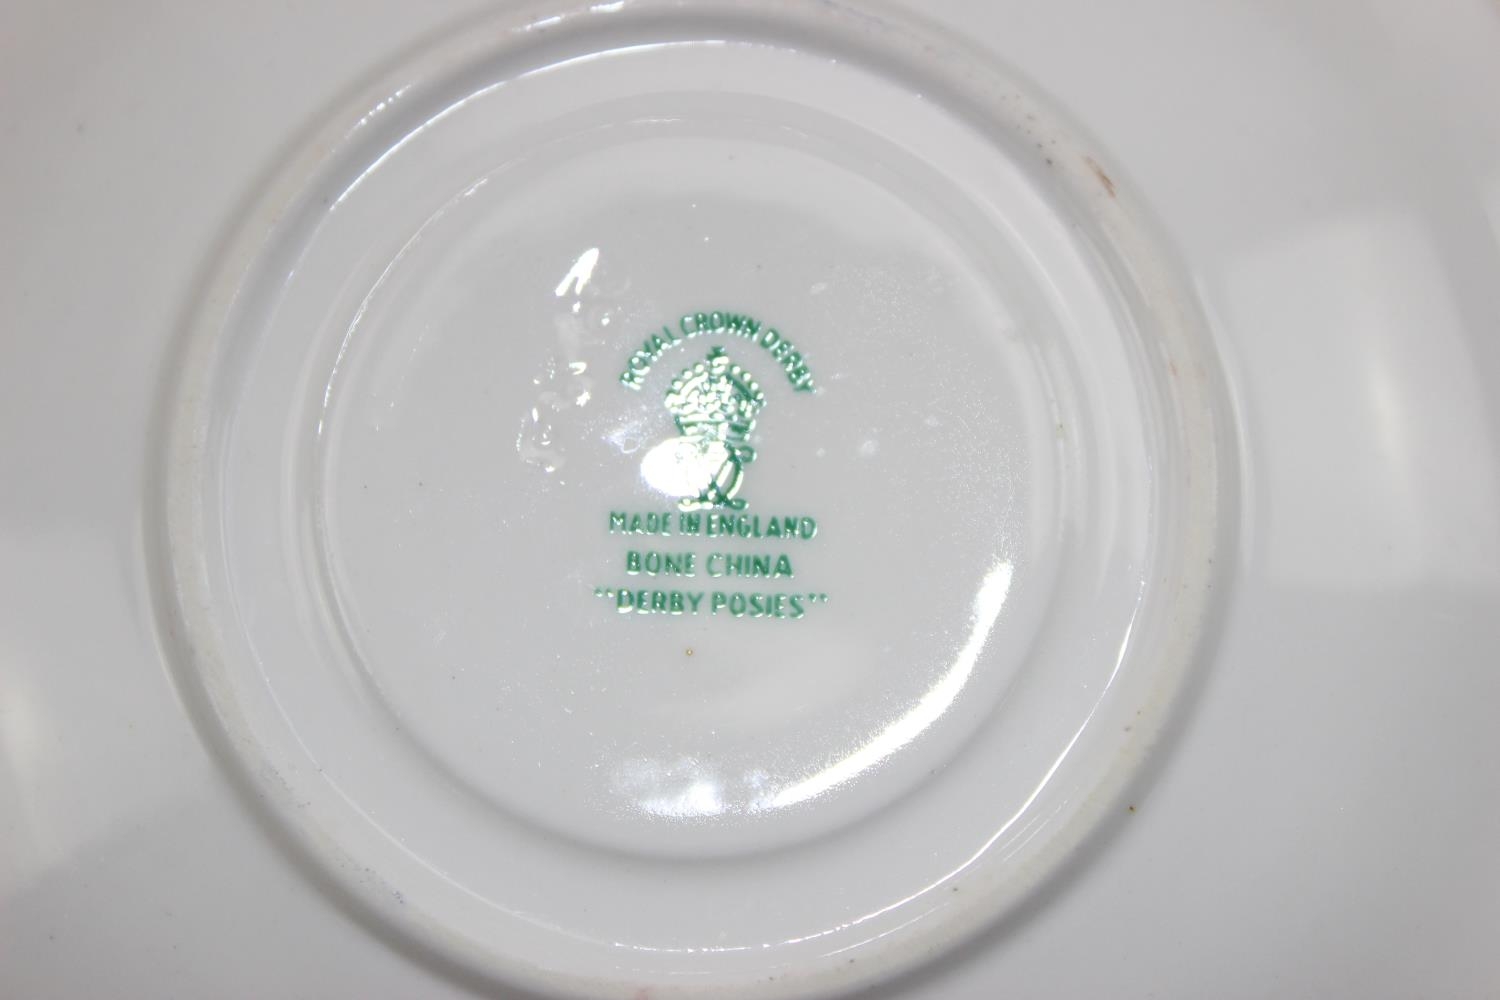 ROYAL CROWN DERBY
MADE IN ENGLAND
BONE CHINA
"DERBY POSIES"